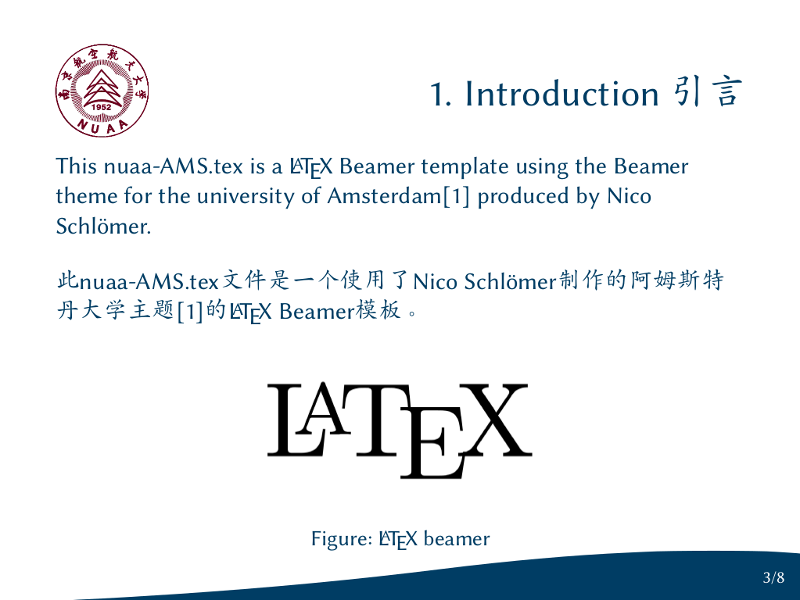 南京航空航天大学
1952
NUAA
1. Introduction 引言
This nuaa-AMS.tex is a LATEX Beamer template using the Beamer
theme for the university of Amsterdam[1] produced by Nico
Schlömer.
此nuaa-AMS.tex文件是一个使用了Nico Schlömer制作的阿姆斯特
丹大学主题[1]的LATEX Beamer模板。
LATEX
Figure: LATEX beamer
3/8